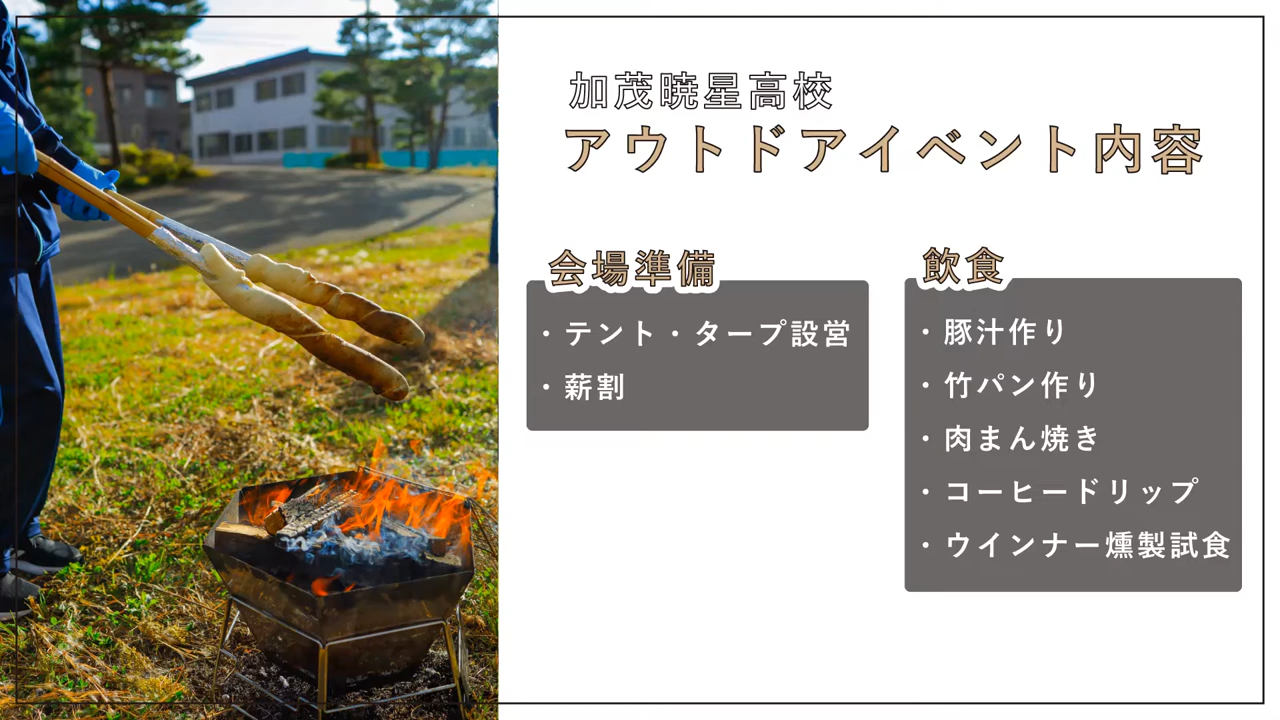 加茂暁星高校
アウトドアイベント内容
会場準備
・テント・タープ設営
・薪割
飲食
・豚汁作り
・竹パン作り
・肉まん焼き
・コーヒードリップ
・ウインナー燻製試食